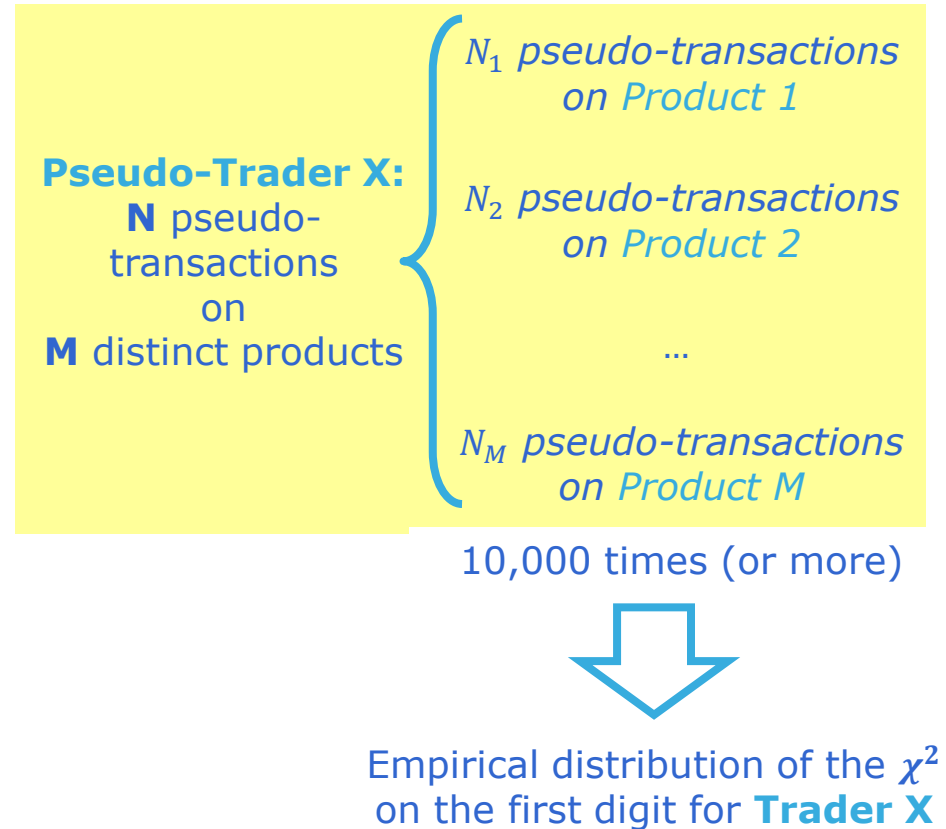 Pseudo-Trader X:
N pseudo-
transactions
on
M distinct products
N₁ pseudo-transactions
on Product 1
N₂ pseudo-transactions
on Product 2
...
N_M pseudo-transactions
on Product M
10,000 times (or more)
Empirical distribution of the χ²
on the first digit for Trader X